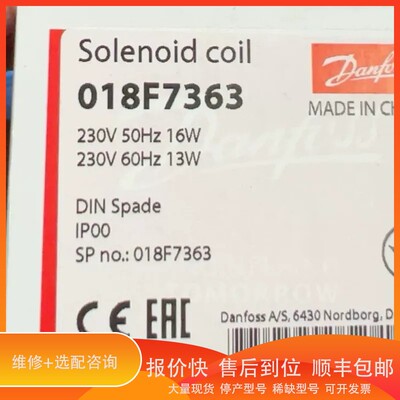 Solenoid coil
018F7363
Danfoss
MADE IN CH
230V 50Hz 16W
230V 60Hz 13W
DIN Spade
IP00
SP no.: 018F7363
TOMORROW
CE EAC
Danfoss A/S, 6430 Nordborg, D
维修+选配咨询
报价快 售后到位 顺丰包邮
大量现货 停产型号 稀缺型号 可开发票